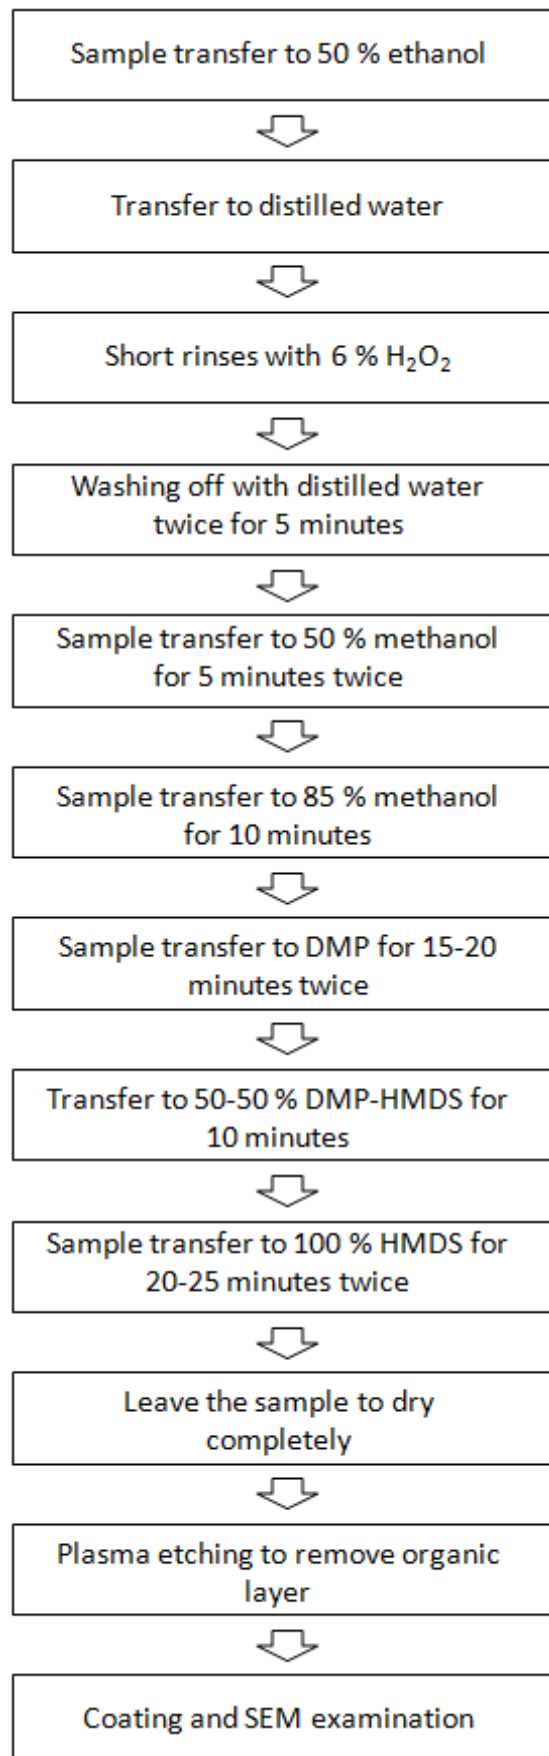 Sample transfer to 50 % ethanol
Transfer to distilled water
Short rinses with 6 % H₂O₂
Washing off with distilled water
twice for 5 minutes
Sample transfer to 50 % methanol
for 5 minutes twice
Sample transfer to 85 % methanol
for 10 minutes
Sample transfer to DMP for 15-20
minutes twice
Transfer to 50-50 % DMP-HMDS for
10 minutes
Sample transfer to 100 % HMDS for
20-25 minutes twice
Leave the sample to dry
completely
Plasma etching to remove organic
layer
Coating and SEM examination